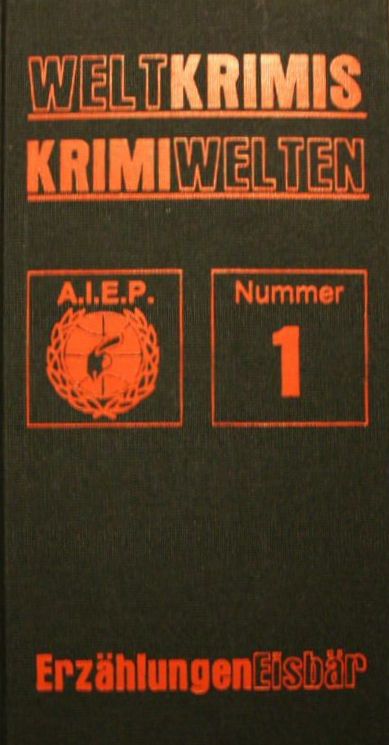 WELTKRIMIS
KRIMIWELTEN
A.I.E.P.
Nummer
1
ErzählungenEisbär